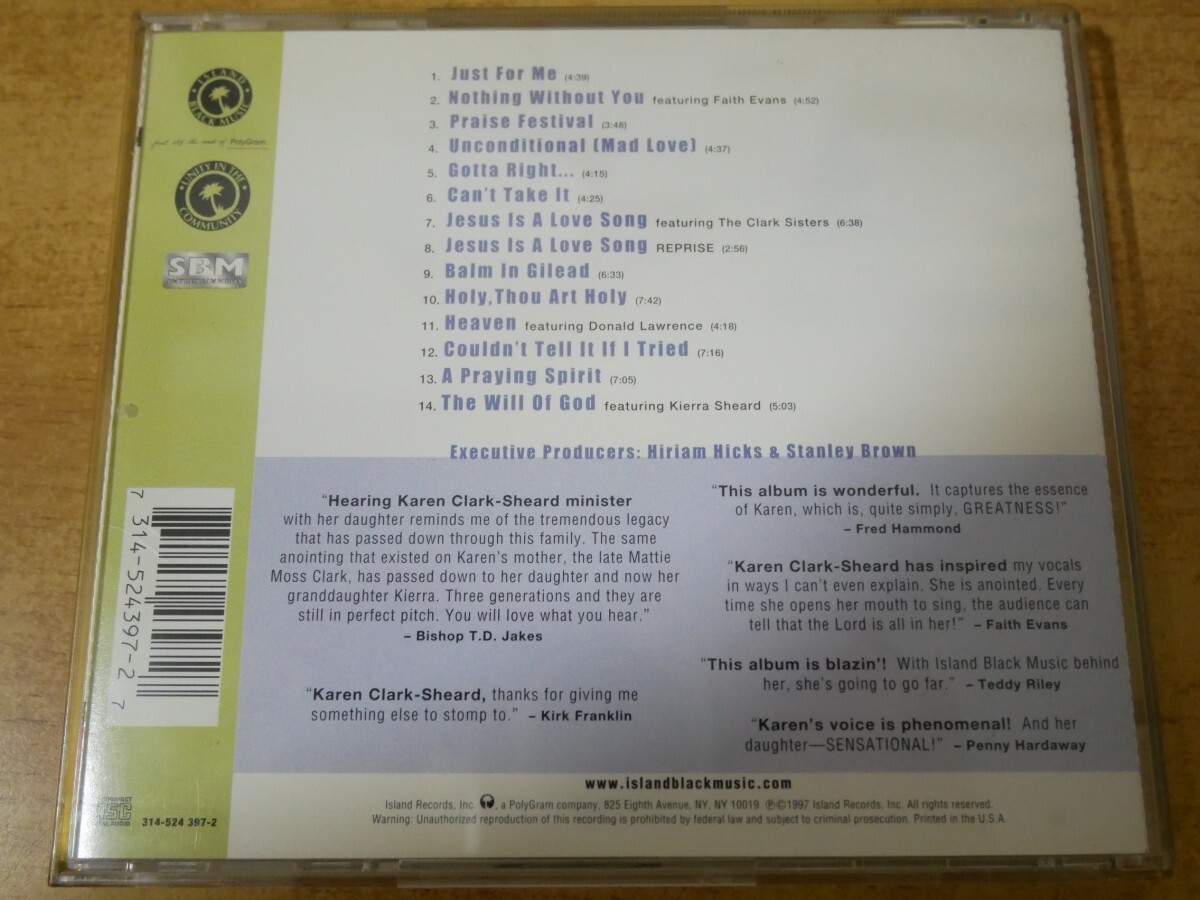 ISLAND
BLACK MUSIC
PolyGram
UNITY IN THE
COMMUNITY
SBM
1. Just For Me (4:39)
2. Nothing Without You featuring Faith Evans (4:52)
3. Praise Festival (3:48)
4. Unconditional (Mad Love) (4:37)
5. Gotta Right... (4:15)
6. Can't Take It (4:25)
7. Jesus Is A Love Song featuring The Clark Sisters (6:38)
8. Jesus Is A Love Song REPRISE (2:56)
9. Balm In Gilead (6:33)
10. Holy,Thou Art Holy (7:42)
11. Heaven featuring Donald Lawrence (4:18)
12. Couldn't Tell It If I Tried (7:16)
13. A Praying Spirit (7:05)
14. The Will Of God featuring Kierra Sheard (5:03)
Executive Producers: Hiriam Hicks & Stanley Brown
"Hearing Karen Clark-Sheard minister
with her daughter reminds me of the tremendous legacy
that has passed down through this family. The same
anointing that existed on Karen's mother, the late Mattie
Moss Clark, has passed down to her daughter and now her
granddaughter Kierra. Three generations and they are
still in perfect pitch. You will love what you hear."
– Bishop T.D. Jakes
"Karen Clark-Sheard, thanks for giving me
something else to stomp to." – Kirk Franklin
"This album is wonderful. It captures the essence
of Karen, which is, quite simply, GREATNESS!"
– Fred Hammond
"Karen Clark-Sheard has inspired my vocals
in ways I can't even explain. She is anointed. Every
time she opens her mouth to sing, the audience can
tell that the Lord is all in her!" – Faith Evans
"This album is blazin'! With Island Black Music behind
her, she's going to go far." – Teddy Riley
"Karen's voice is phenomenal! And her
daughter—SENSATIONAL!" – Penny Hardaway
7 314-524397-2 7
www.islandblackmusic.com
Island Records, Inc. , a PolyGram company, 825 Eighth Avenue, NY, NY 10019. ℗©1997 Island Records, Inc. All rights reserved.
Warning: Unauthorized reproduction of this recording is prohibited by federal law and subject to criminal prosecution. Printed in the U.S.A.
314-524 397-2